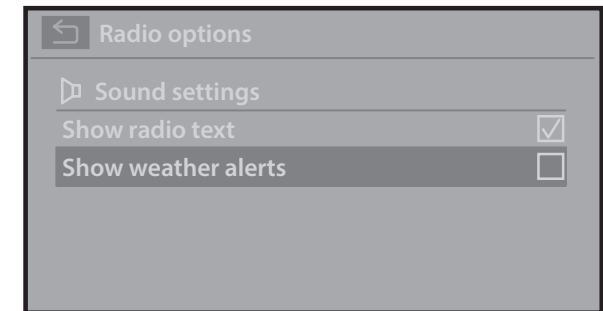 Radio options
Sound settings
Show radio text
Show weather alerts